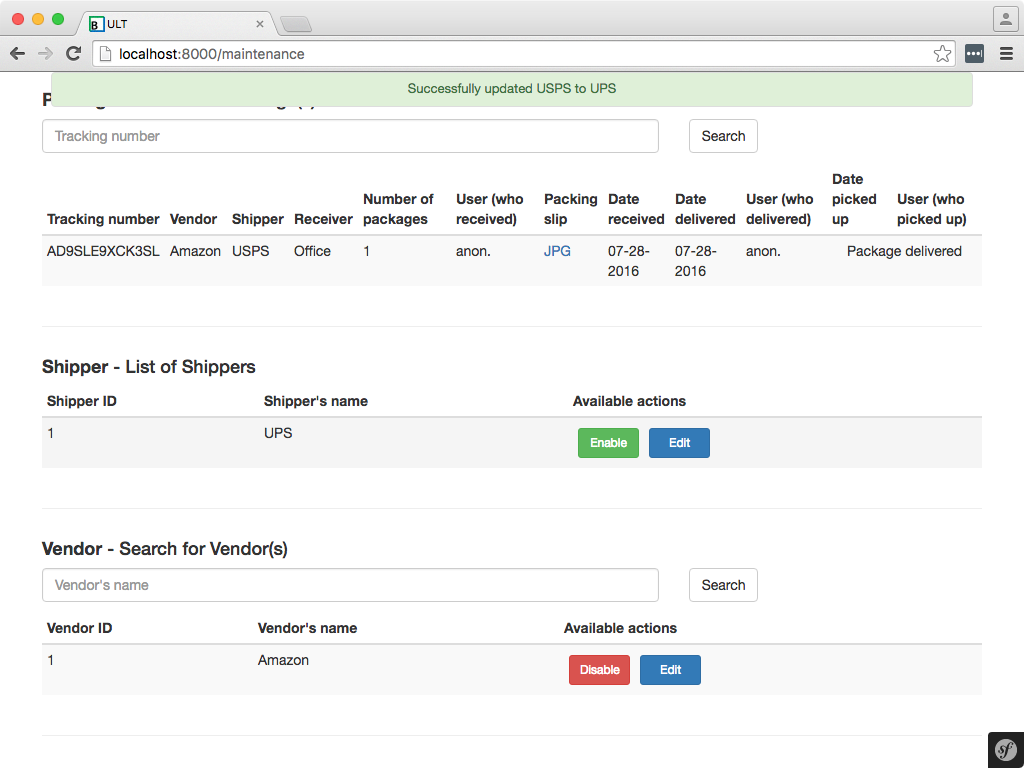 ULT
localhost:8000/maintenance
Successfully updated USPS to UPS
Tracking number
Search
Tracking number Vendor Shipper Receiver Number of packages User (who received) Packing slip Date received Date delivered User (who delivered) Date picked up User (who picked up)
AD9SLE9XCK3SL Amazon USPS Office 1 anon. JPG 07-28-2016 07-28-2016 anon. Package delivered
Shipper - List of Shippers
Shipper ID Shipper's name Available actions
1 UPS Enable Edit
Vendor - Search for Vendor(s)
Vendor's name Search
Vendor ID Vendor's name Available actions
1 Amazon Disable Edit
sf